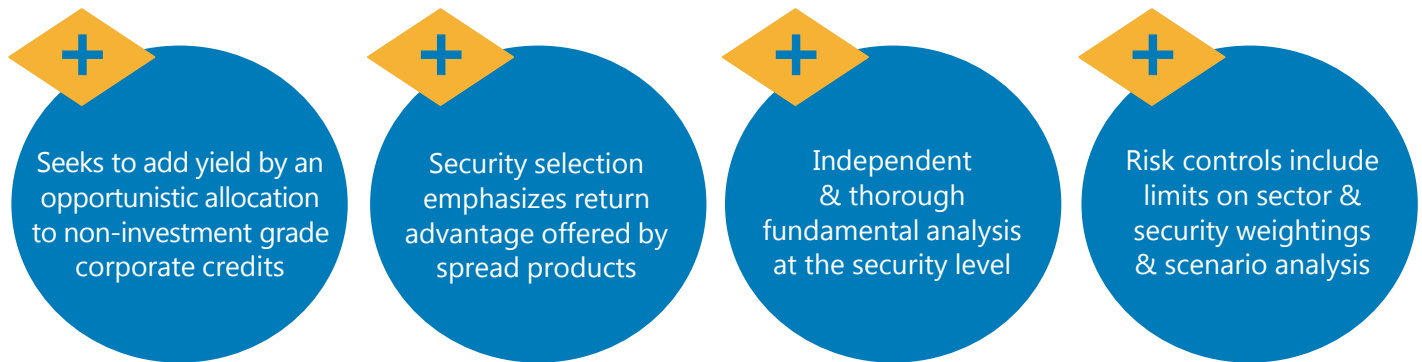 Seeks to add yield by an
opportunistic allocation
to non-investment grade
corporate credits
Security selection
emphasizes return
advantage offered by
spread products
Independent
& thorough
fundamental analysis
at the security level
Risk controls include
limits on sector &
security weightings
& scenario analysis